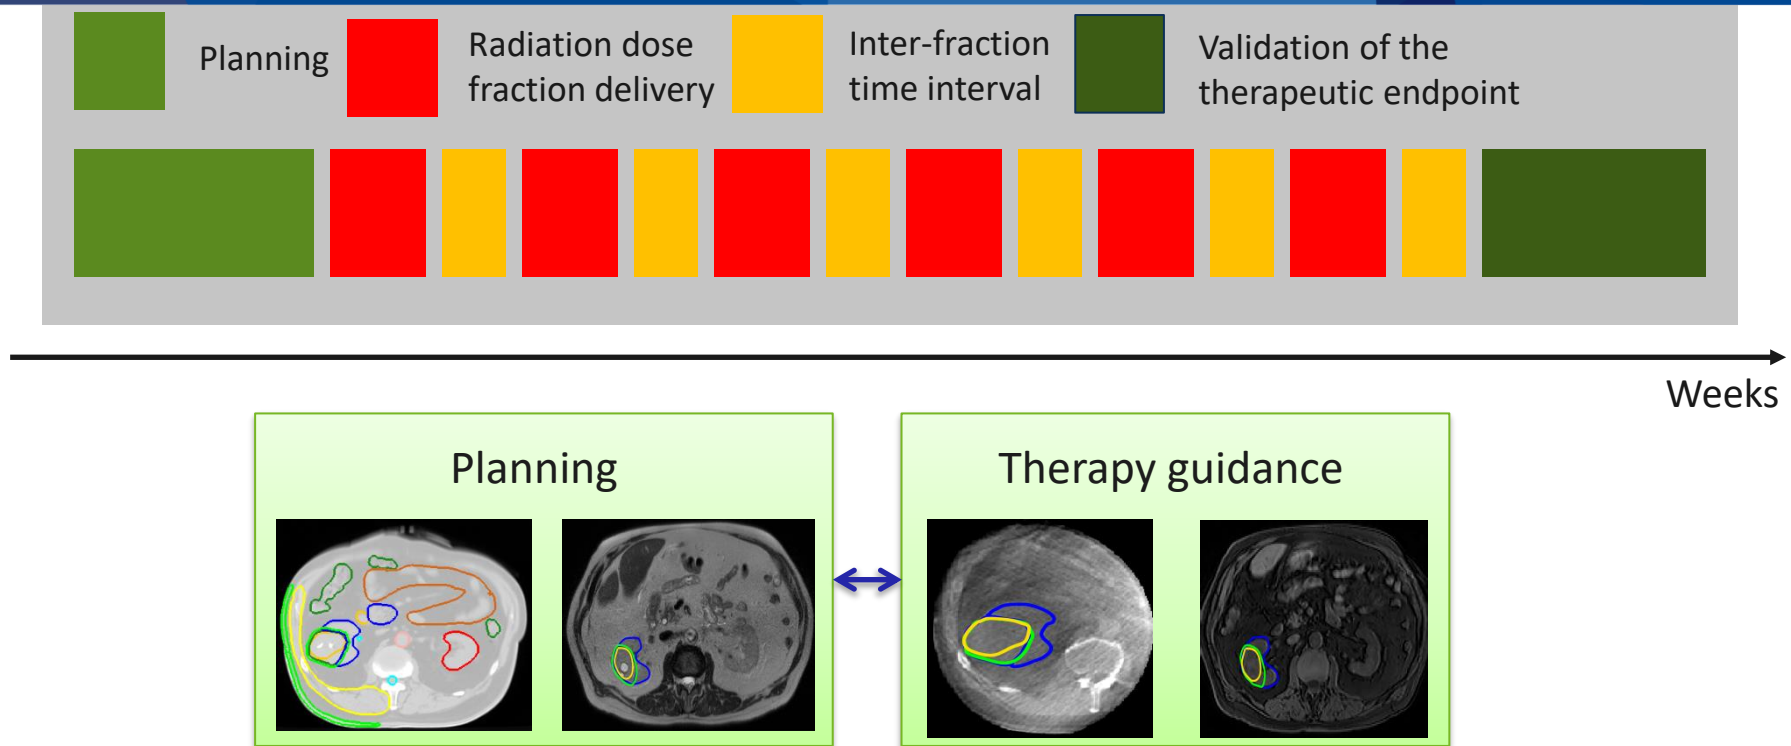 Planning
Radiation dose
fraction delivery
Inter-fraction
time interval
Validation of the
therapeutic endpoint
Weeks
Planning
Therapy guidance